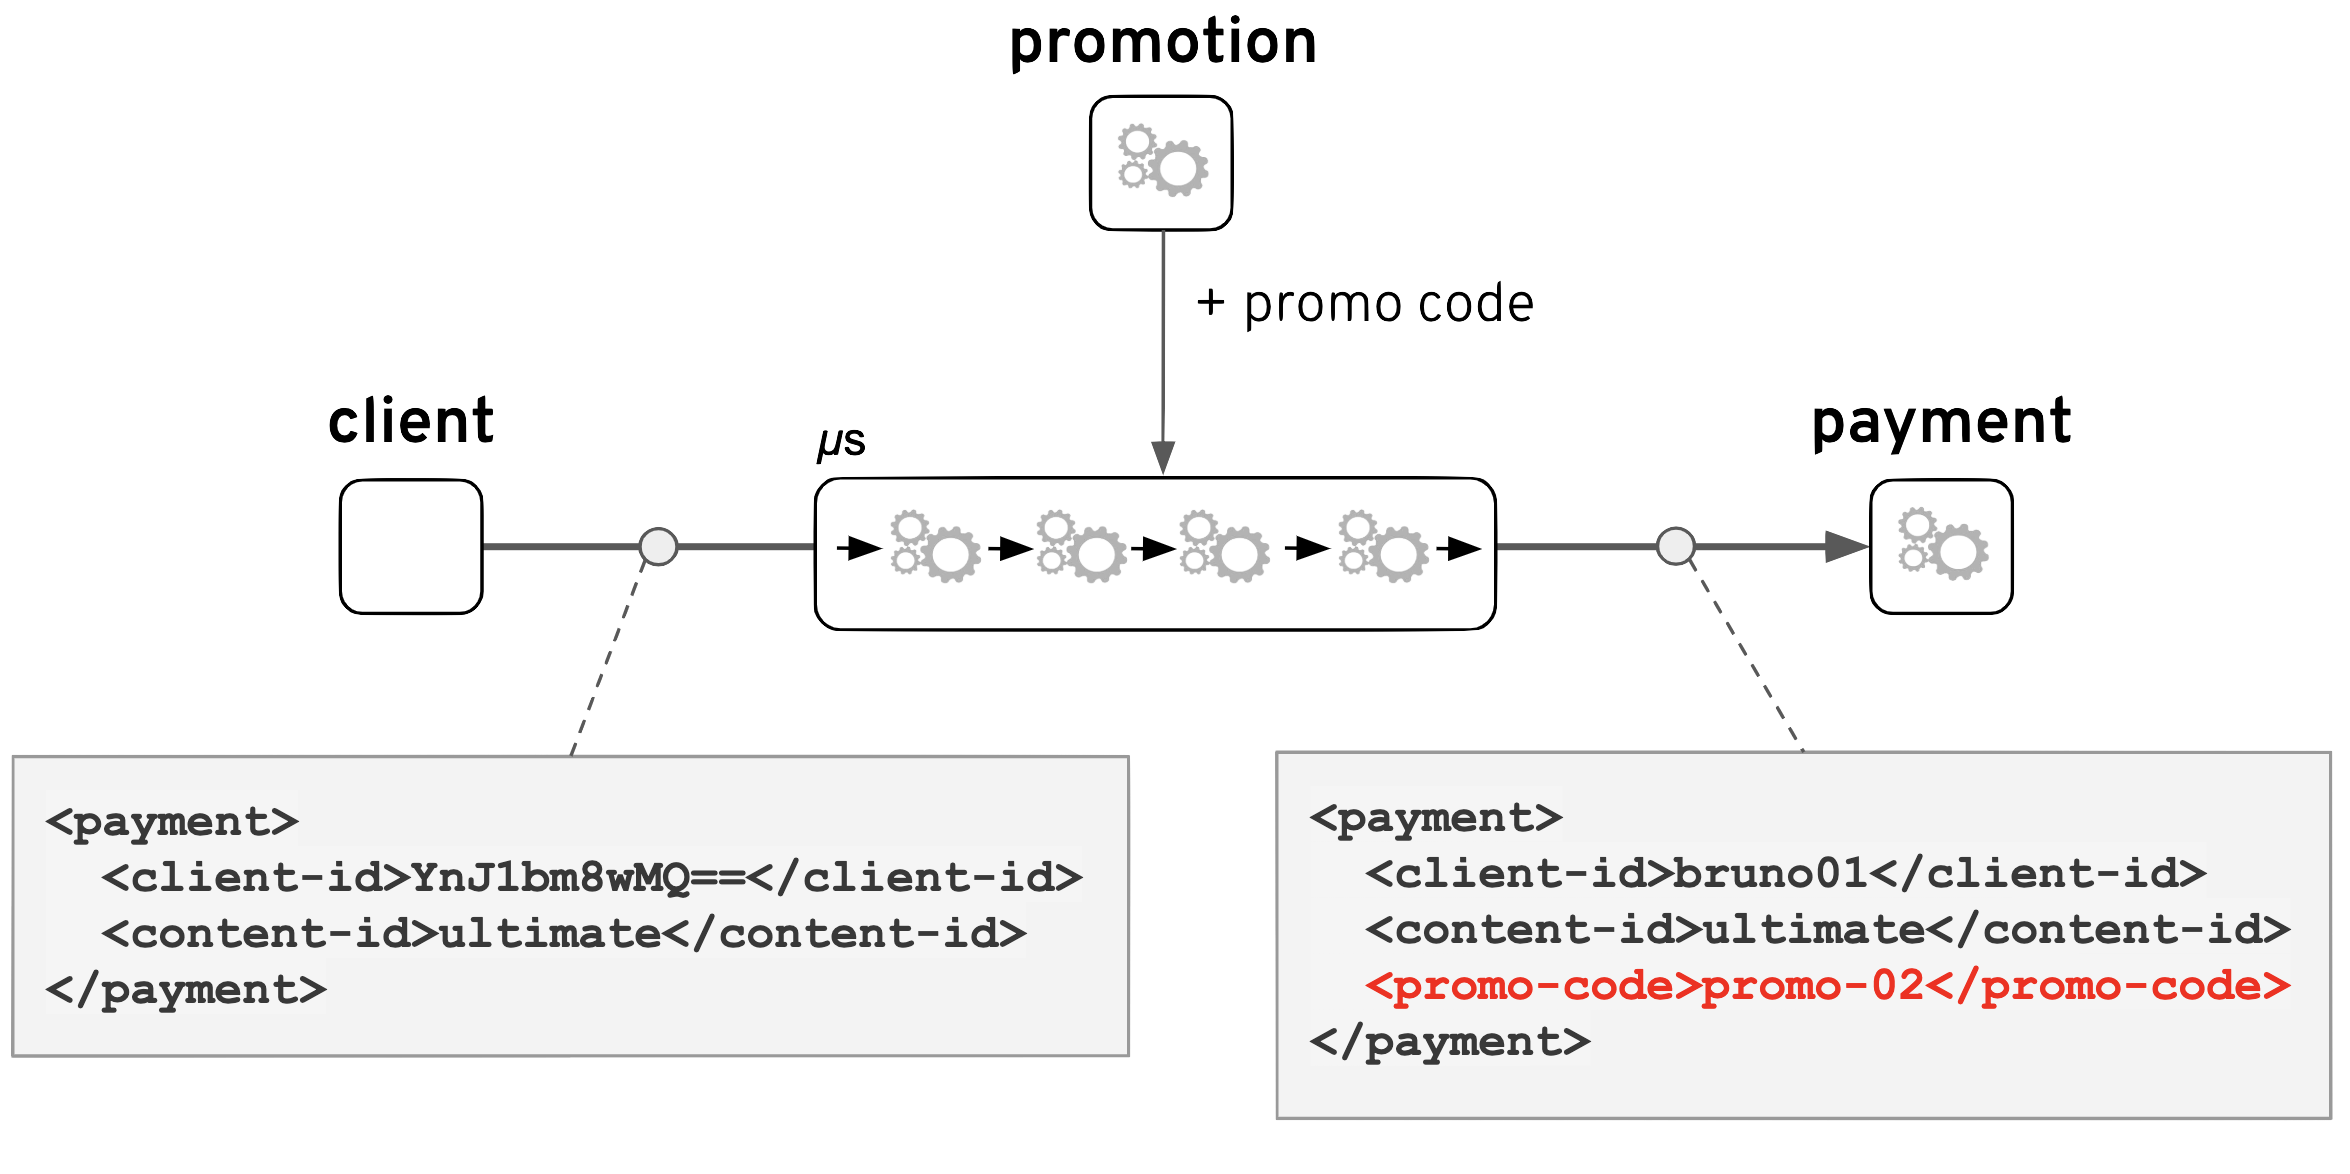 promotion
+ promo code
client
µs
payment
<payment>
  <client-id>YnJ1bm8wMQ==</client-id>
  <content-id>ultimate</content-id>
</payment>
<payment>
  <client-id>bruno01</client-id>
  <content-id>ultimate</content-id>
  <promo-code>promo-02</promo-code>
</payment>